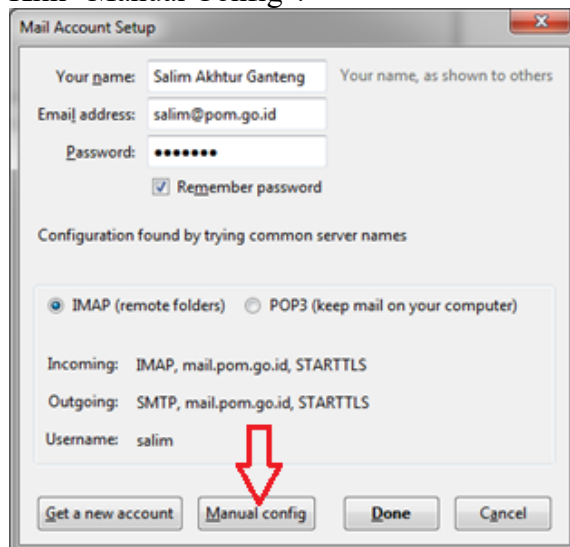 Mail Account Setup
Your name: Salim Akhtur Ganteng Your name, as shown to others
Email address: salim@pom.go.id
Password: •••••••
Remember password
Configuration found by trying common server names
IMAP (remote folders) POP3 (keep mail on your computer)
Incoming: IMAP, mail.pom.go.id, STARTTLS
Outgoing: SMTP, mail.pom.go.id, STARTTLS
Username: salim
Get a new account Manual config Done Cancel